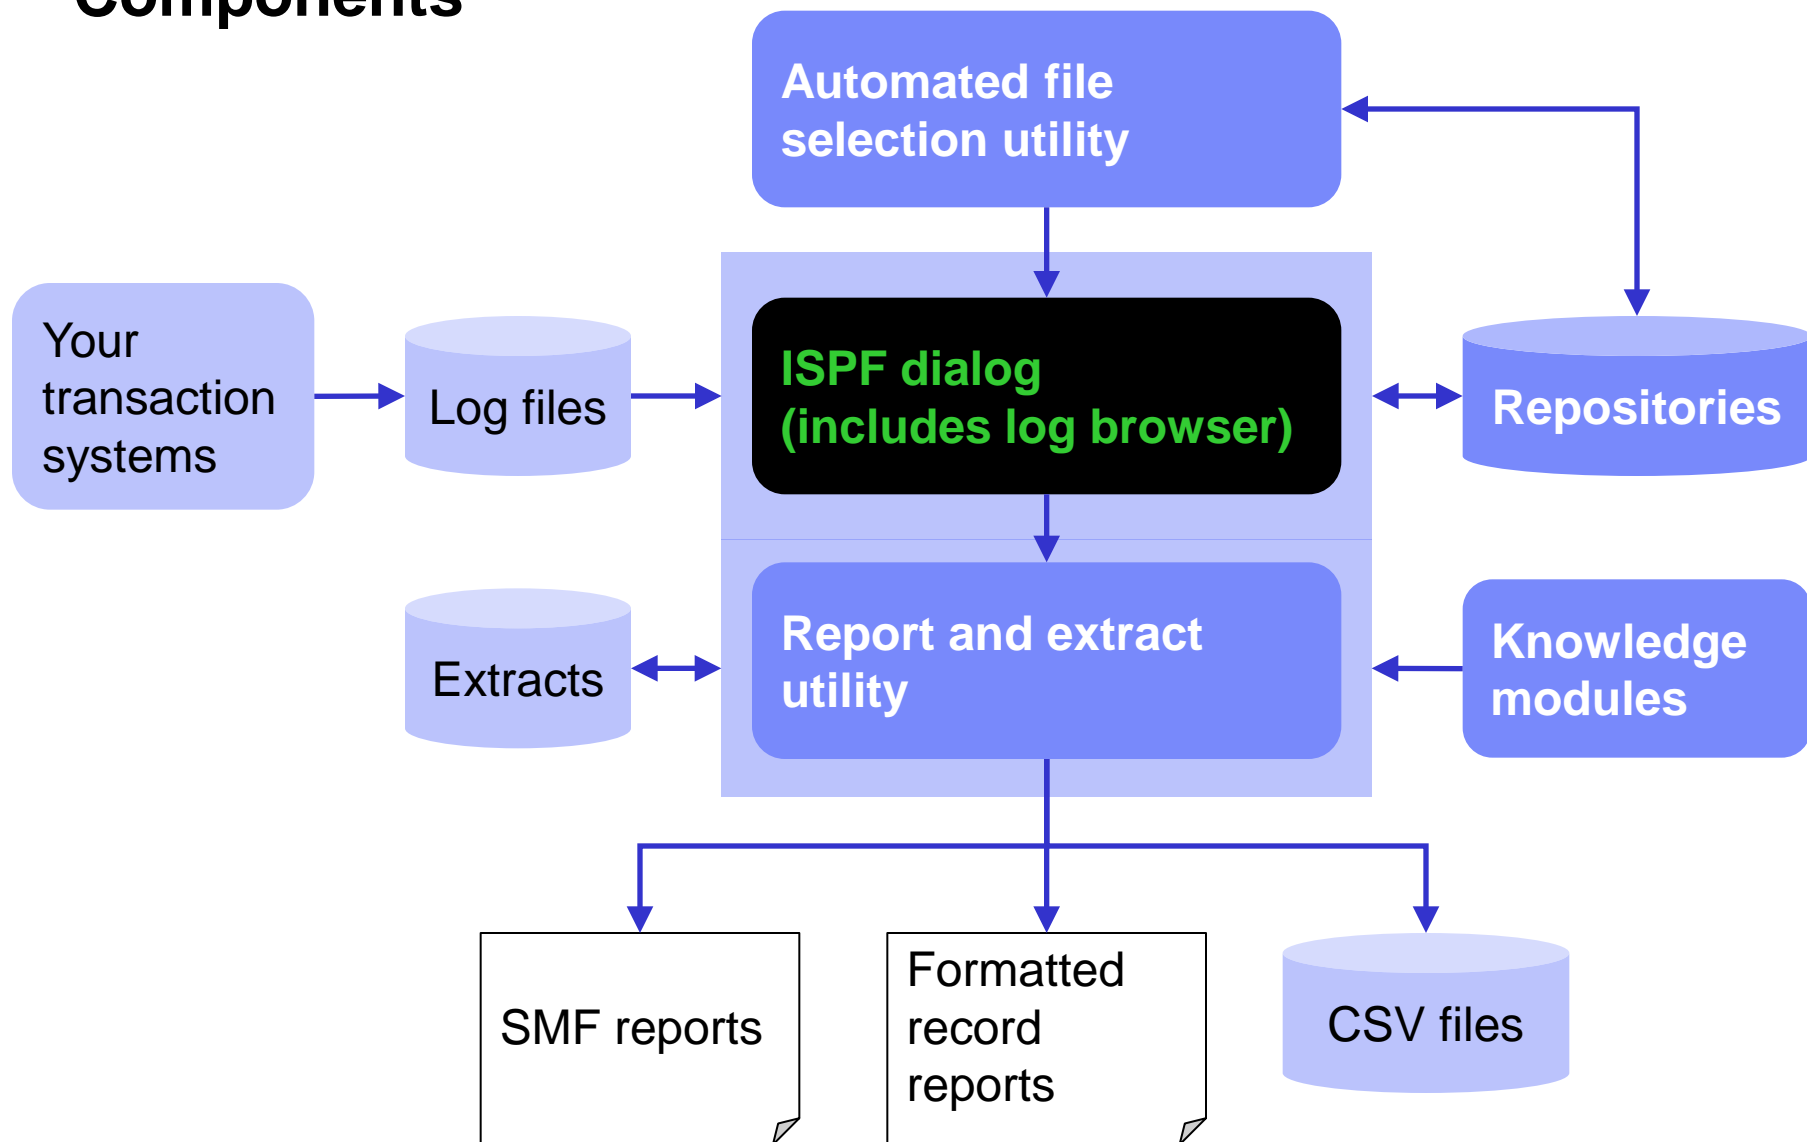 Components
Automated file
selection utility
Your
transaction
systems
Log files
ISPF dialog
(includes log browser)
Repositories
Extracts
Report and extract
utility
Knowledge
modules
SMF reports
Formatted
record
reports
CSV files